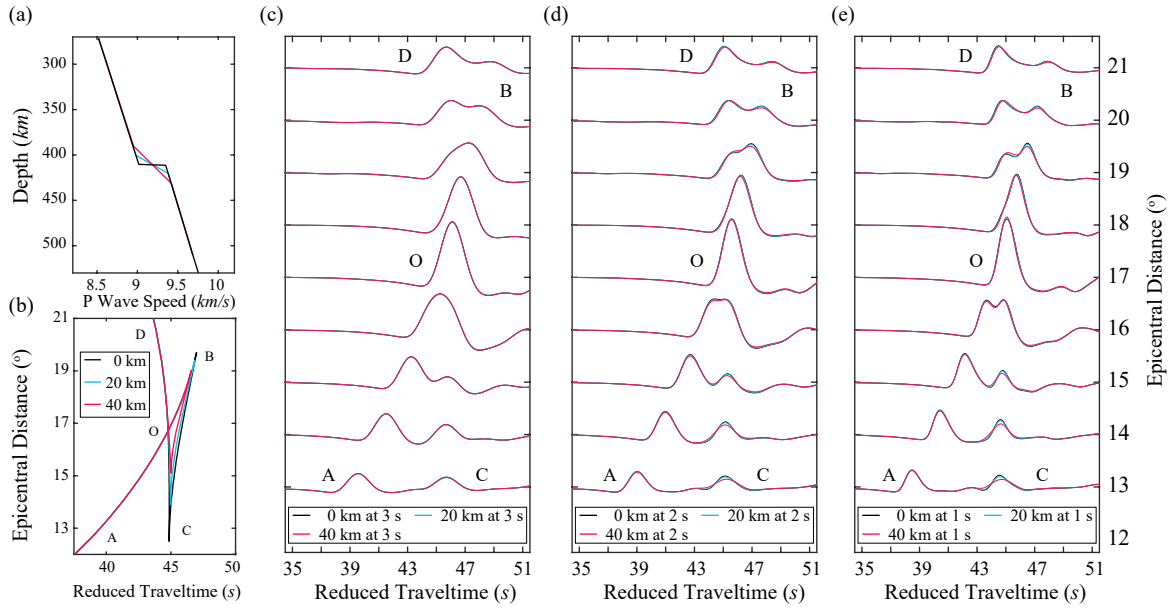 (a)
300
350
400
450
500
Depth (km)
8.5
9
9.5
10
P Wave Speed (km/s)
(b)
21
19
17
15
13
Epicentral Distance (º)
D
B
0 km
20 km
40 km
O
A
C
40
45
50
Reduced Traveltime (s)
(c)
D
B
O
A
C
0 km at 3 s
20 km at 3 s
40 km at 3 s
35
39
43
47
51
Reduced Traveltime (s)
(d)
D
B
O
A
C
0 km at 2 s
20 km at 2 s
40 km at 2 s
35
39
43
47
51
Reduced Traveltime (s)
(e)
D
B
O
A
C
0 km at 1 s
20 km at 1 s
40 km at 1 s
35
39
43
47
51
Reduced Traveltime (s)
21
20
19
18
17
16
15
14
13
12
Epicentral Distance (º)